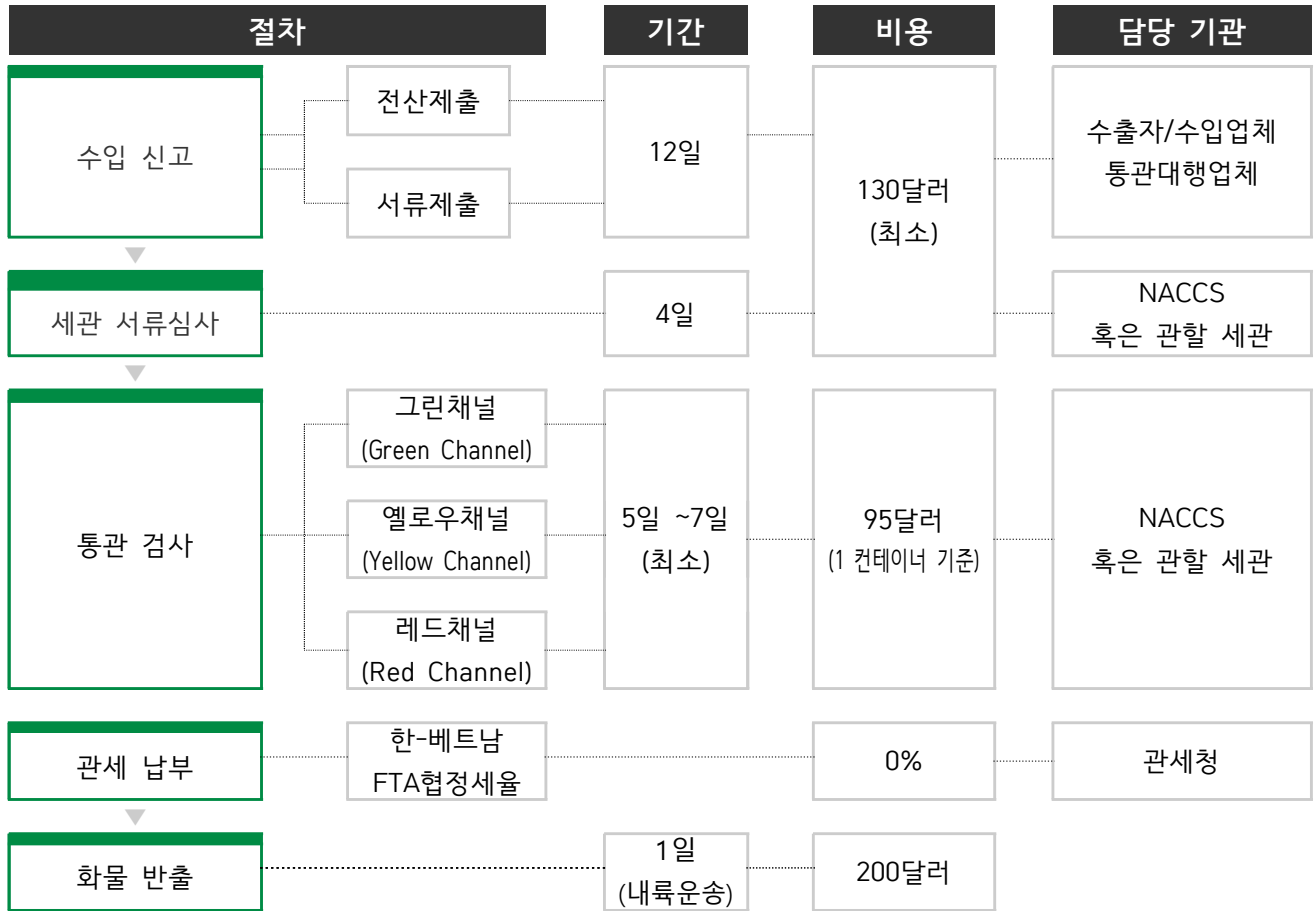 절차 기간 비용 담당 기관
수입 신고
전산제출
서류제출
12일
130달러
(최소)
수출자/수입업체
통관대행업체
세관 서류심사
4일
NACCS
혹은 관할 세관
통관 검사
그린채널
(Green Channel)
옐로우채널
(Yellow Channel)
레드채널
(Red Channel)
5일 ~7일
(최소)
95달러
(1 컨테이너 기준)
NACCS
혹은 관할 세관
관세 납부
한-베트남
FTA협정세율
0%
관세청
화물 반출
1일
(내륙운송)
200달러